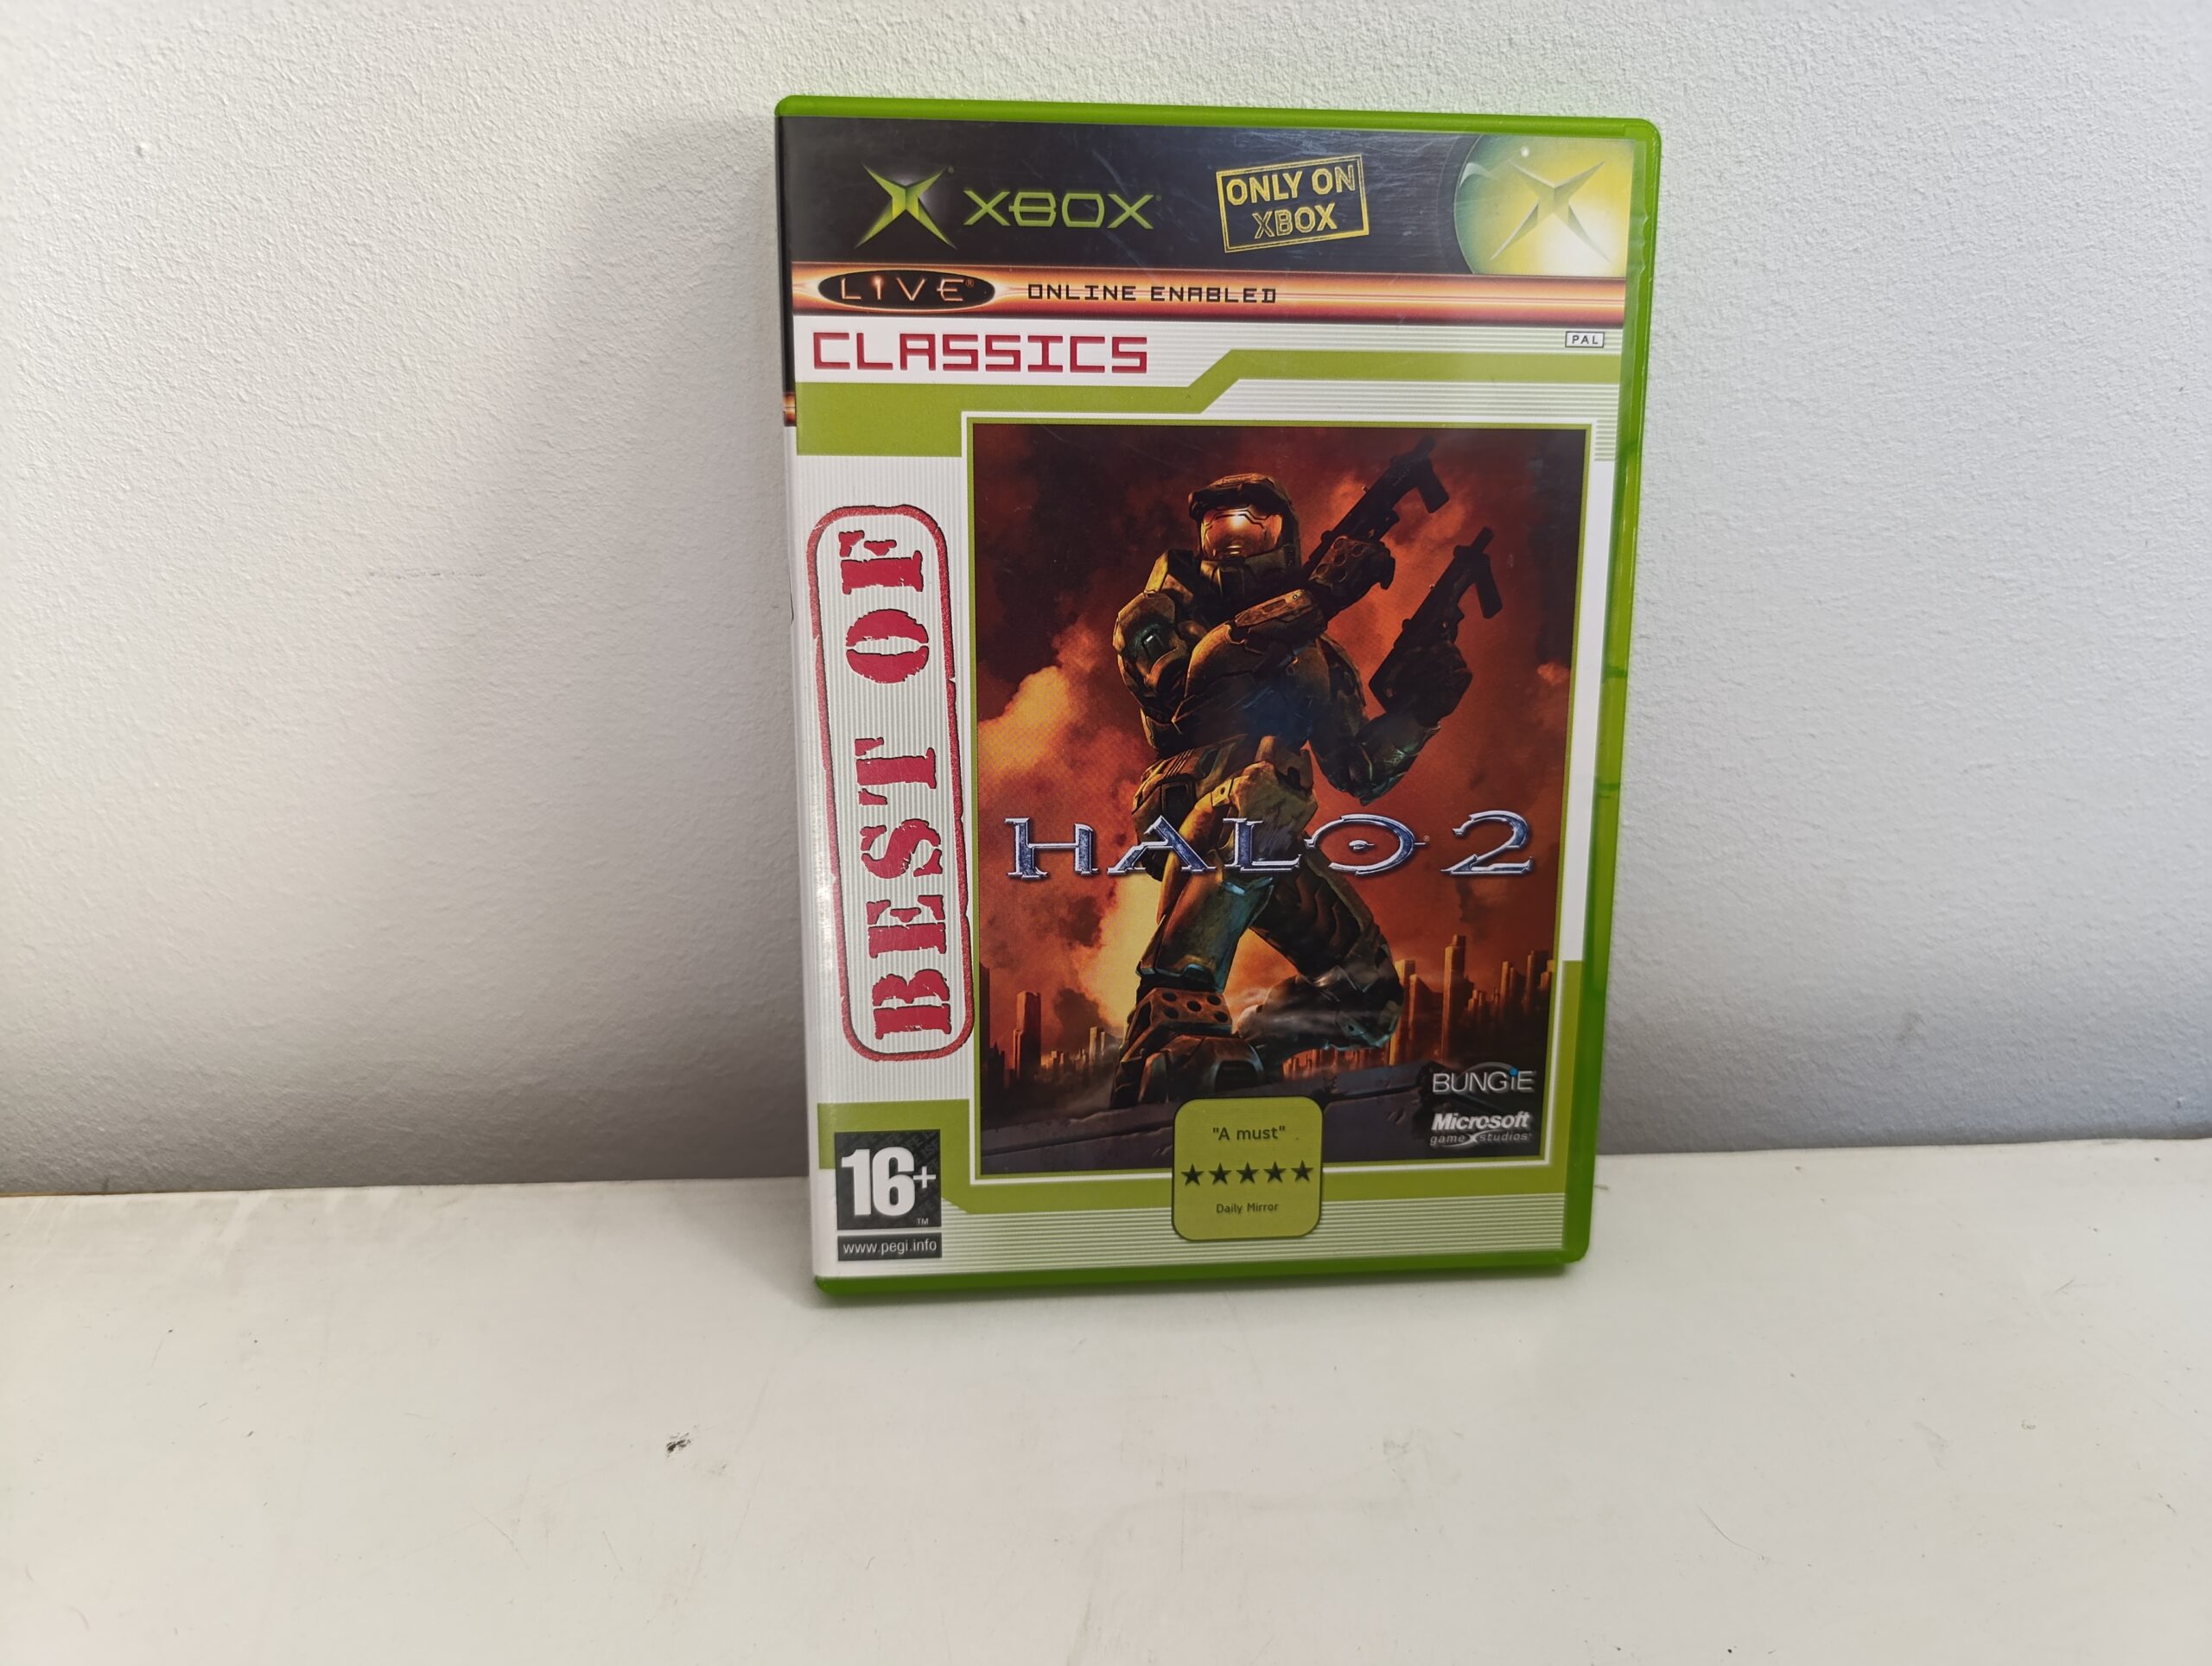 XBOX
ONLY ON
XBOX
LIVE®
ONLINE ENABLED
CLASSICS
PAL
BEST OF
HALO 2
BUNGiE
Microsoft
game studios
"A must"
★★★★★
Daily Mirror
16+
TM
www.pegi.info